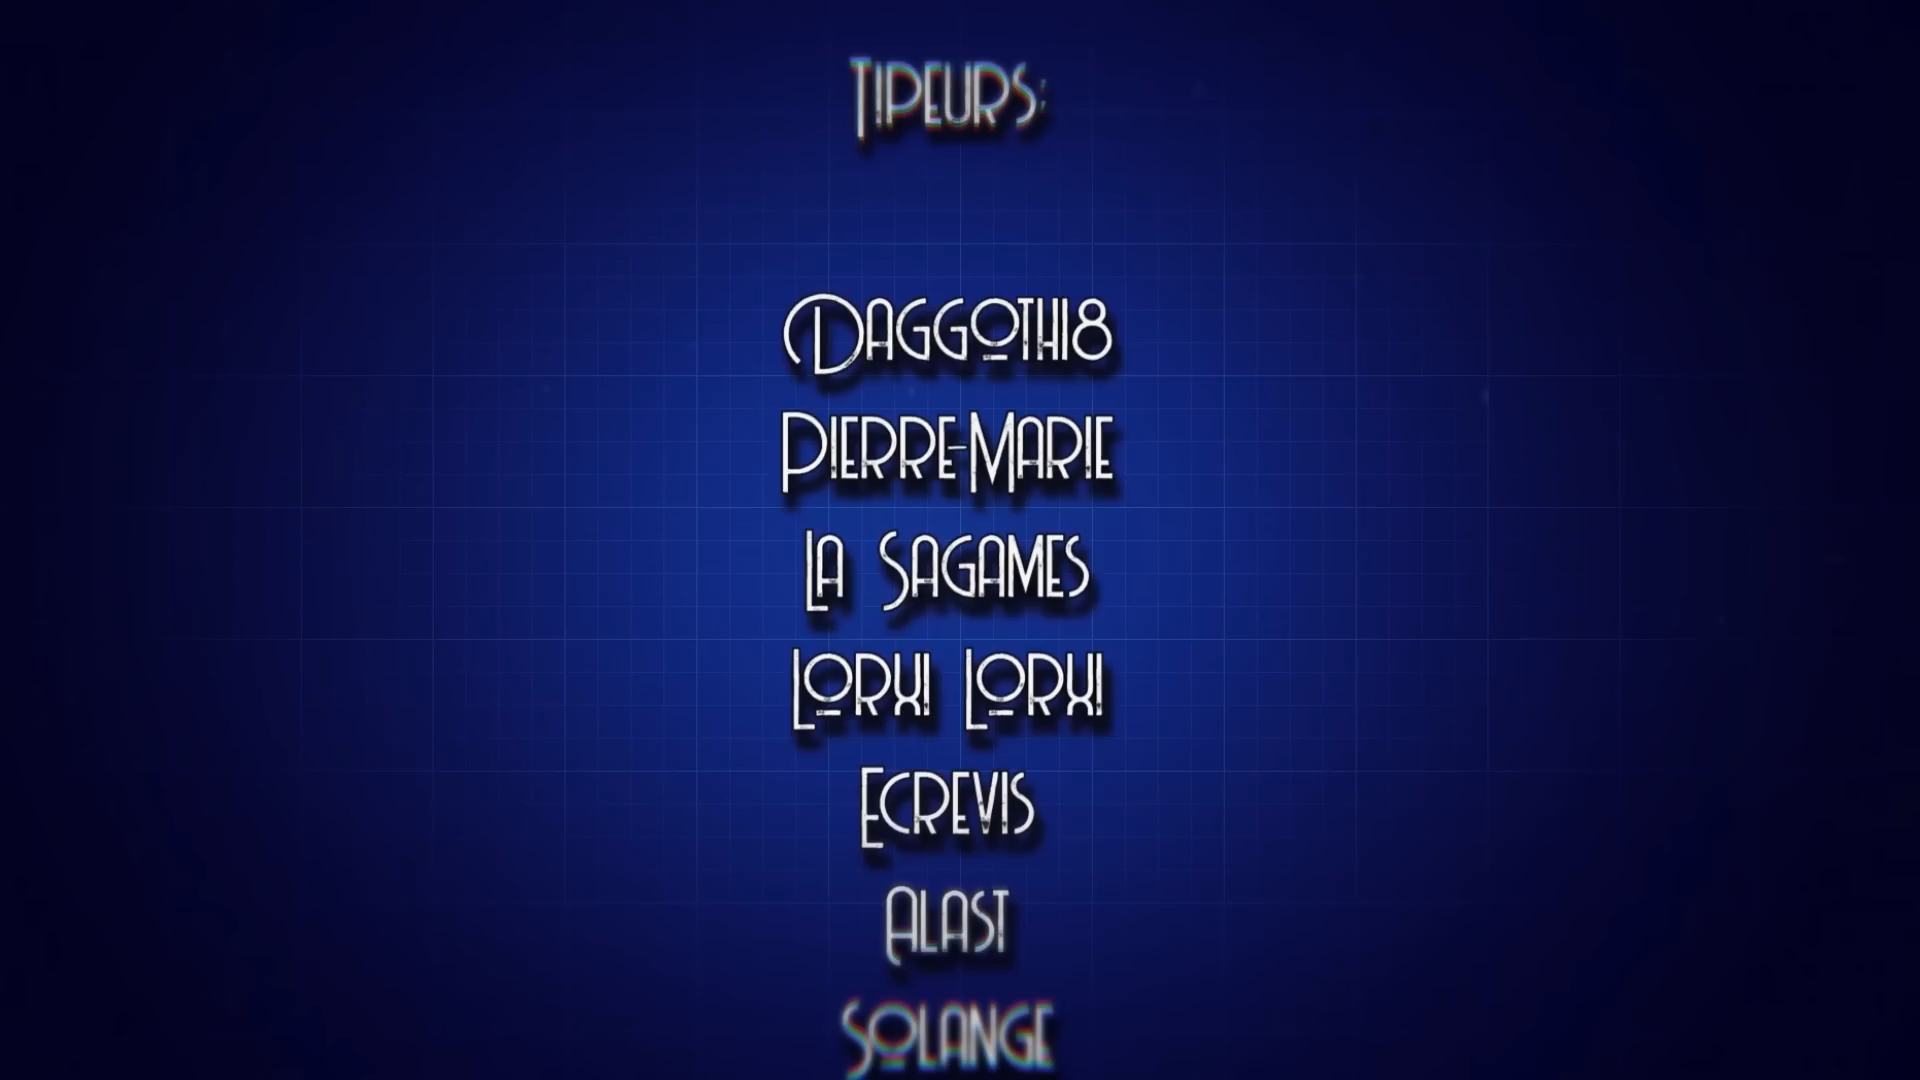 Tipeurs:
Daggoth18
Pierre-Marie
La Sagames
Lorxi Lorxi
Ecrevis
Alast
Solange